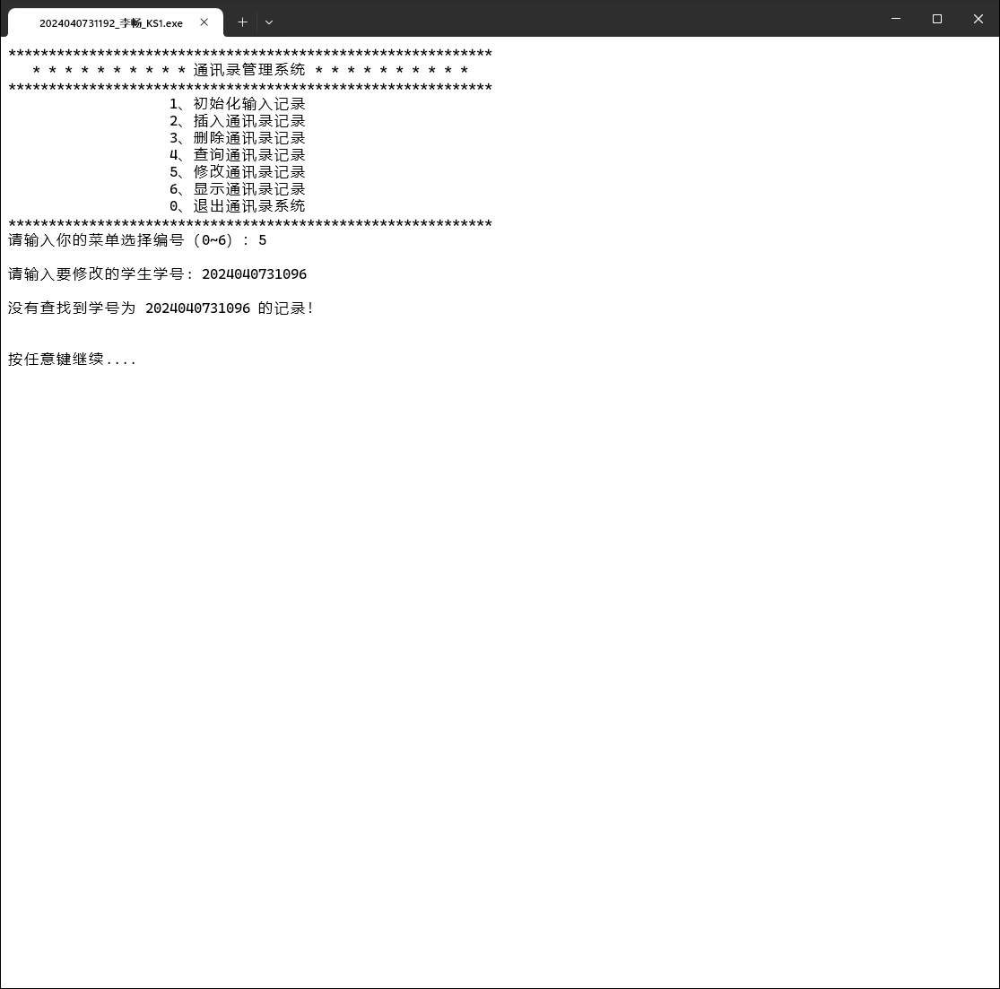 2024040731192_李畅_KS1.exe
************************************************************
* * * * * * * * * * 通讯录管理系统 * * * * * * * * * *
************************************************************
1、初始化输入记录
2、插入通讯录记录
3、删除通讯录记录
4、查询通讯录记录
5、修改通讯录记录
6、显示通讯录记录
0、退出通讯录系统
************************************************************
请输入你的菜单选择编号（0~6）：5
请输入要修改的学生学号：2024040731096
没有查找到学号为 2024040731096 的记录！
按任意键继续....